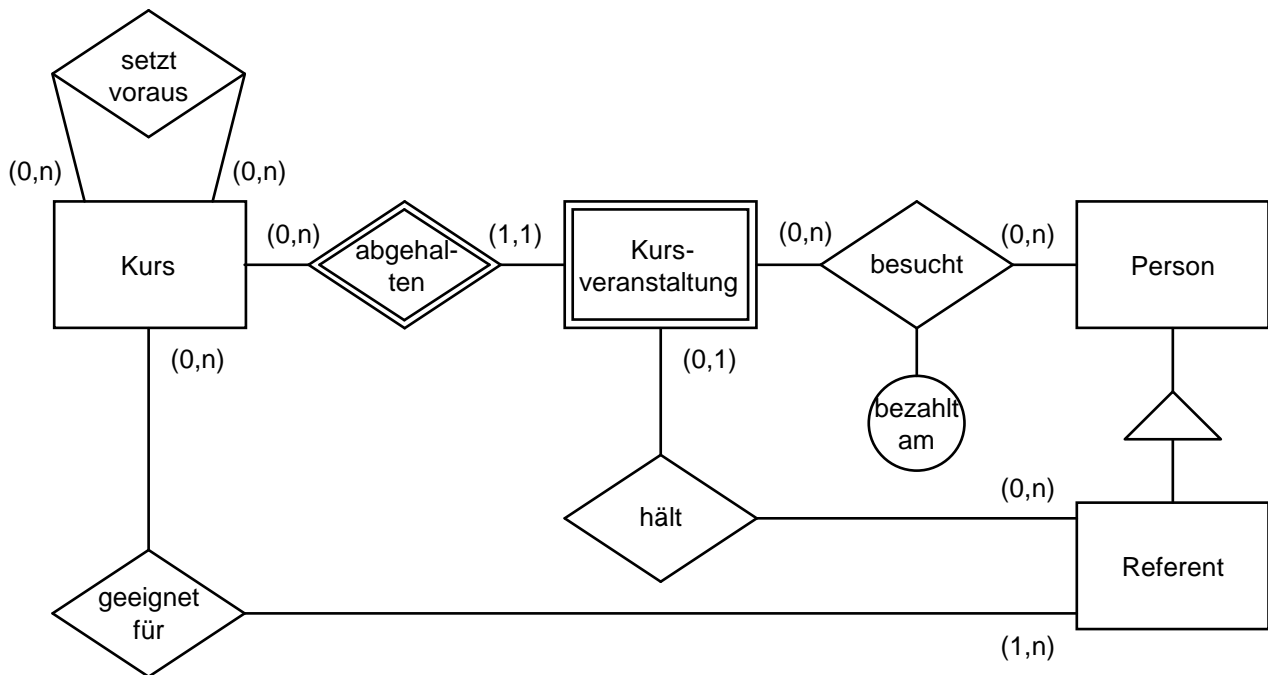 setzt
voraus
(0,n)
(0,n)
Kurs
(0,n)
abgehal-
ten
(1,1)
Kurs-
veranstaltung
(0,n)
besucht
(0,n)
Person
(0,n)
(0,1)
bezahlt
am
hält
(0,n)
Referent
geeignet
für
(1,n)